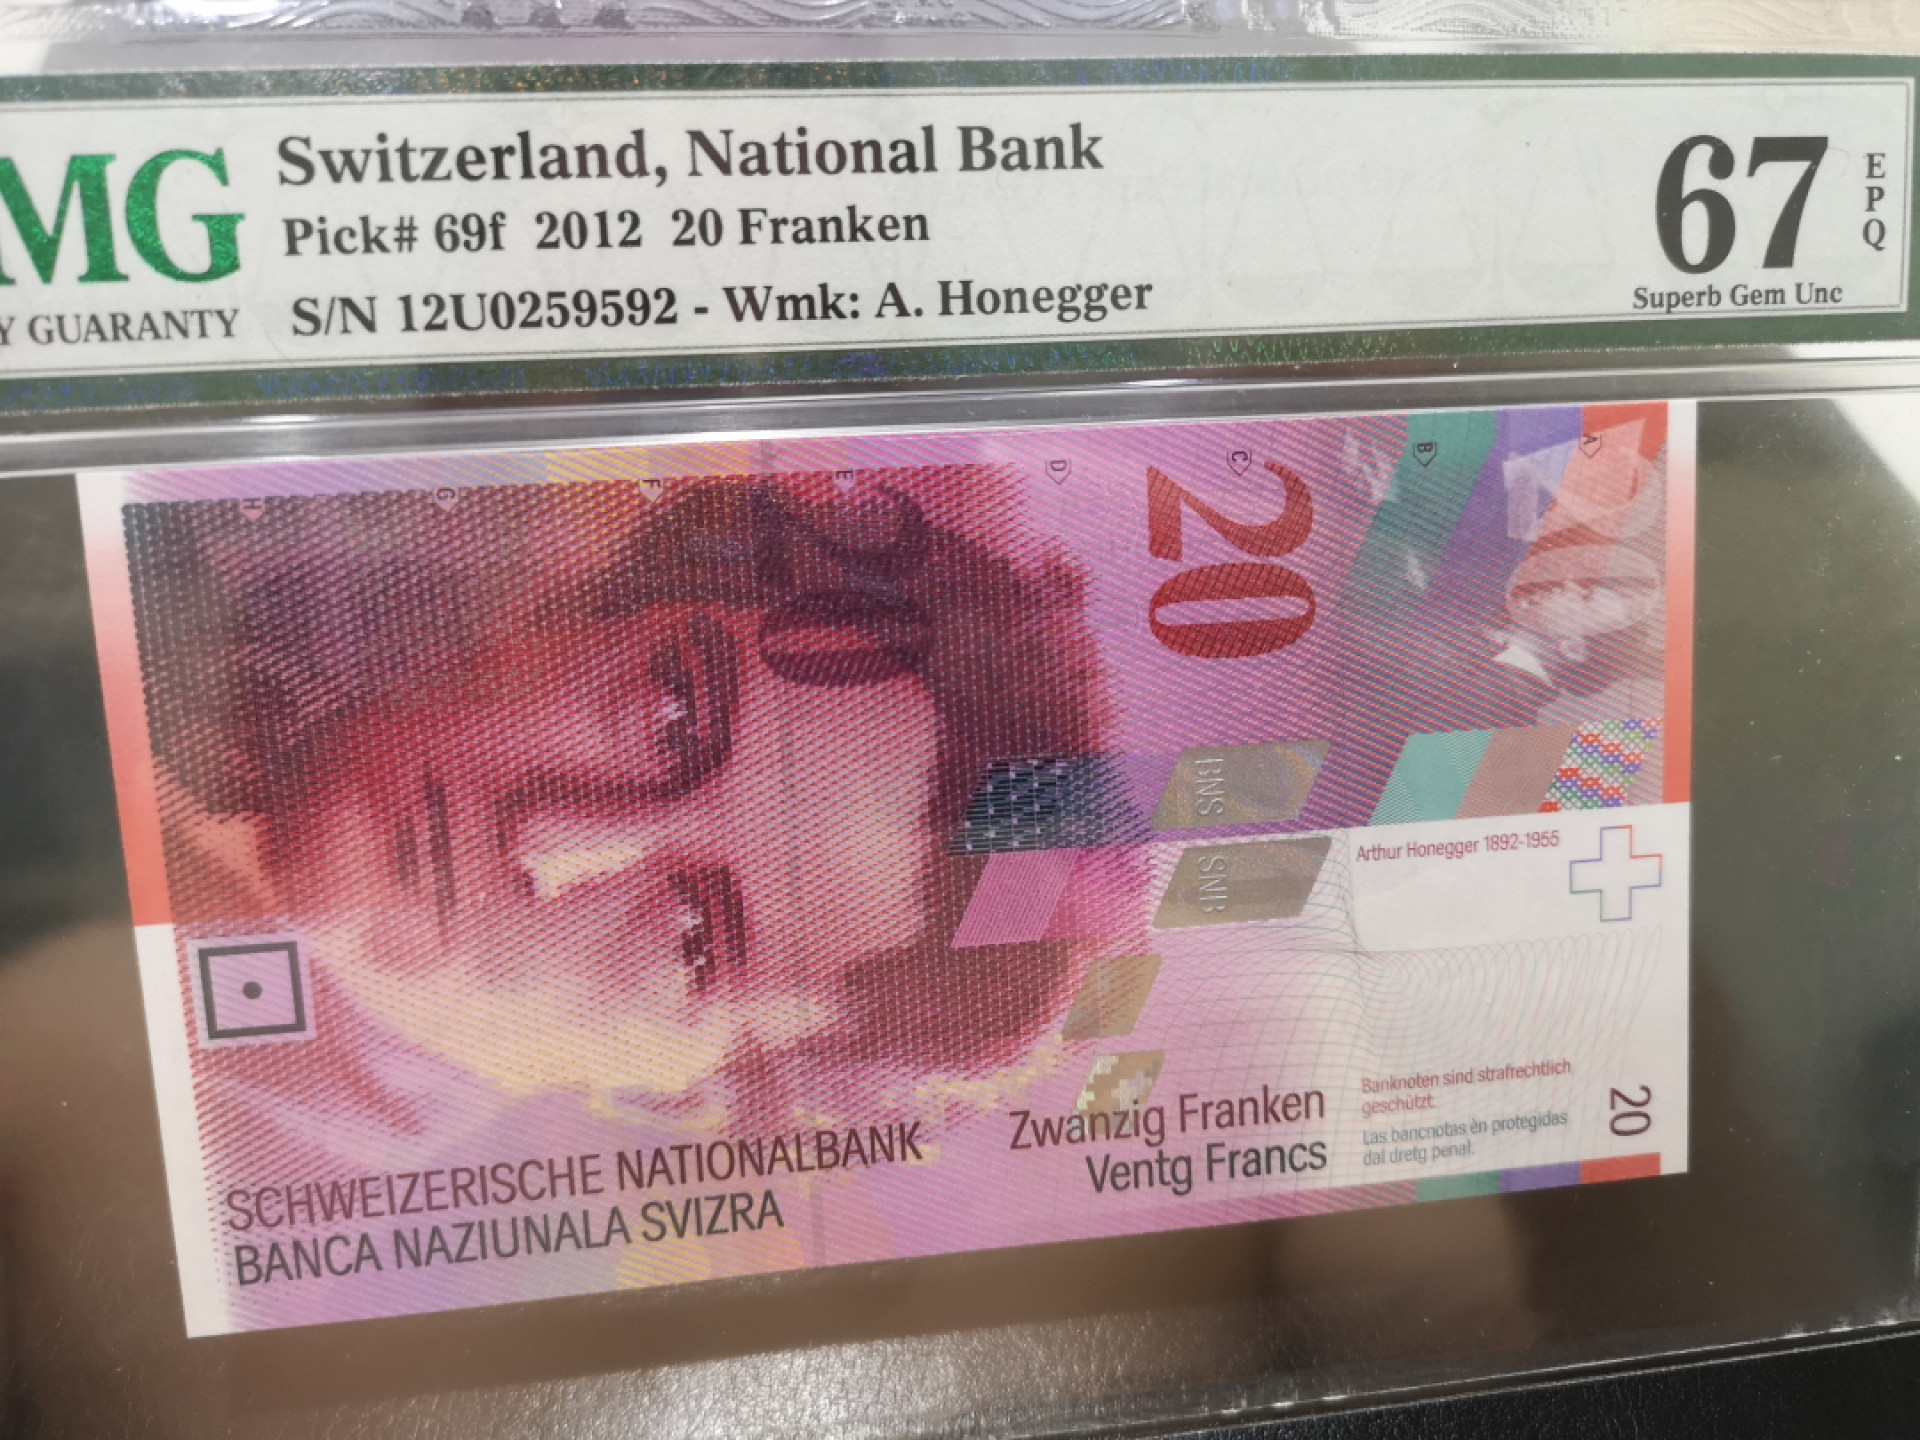 MG
Y GUARANTY
Switzerland, National Bank
Pick# 69f 2012 20 Franken
S/N 12U0259592 - Wmk: A. Honegger
67
EPQ
Superb Gem Unc
H
G
F
E
D
C
B
A
20
BNS
SNB
Arthur Honegger 1892-1955
SCHWEIZERISCHE NATIONALBANK
BANCA NAZIUNALA SVIZRA
Zwanzig Franken
Ventg Francs
Banknoten sind strafrechtlich
geschützt.
Las bancnotas èn protegidas
dal dretg penal.
20